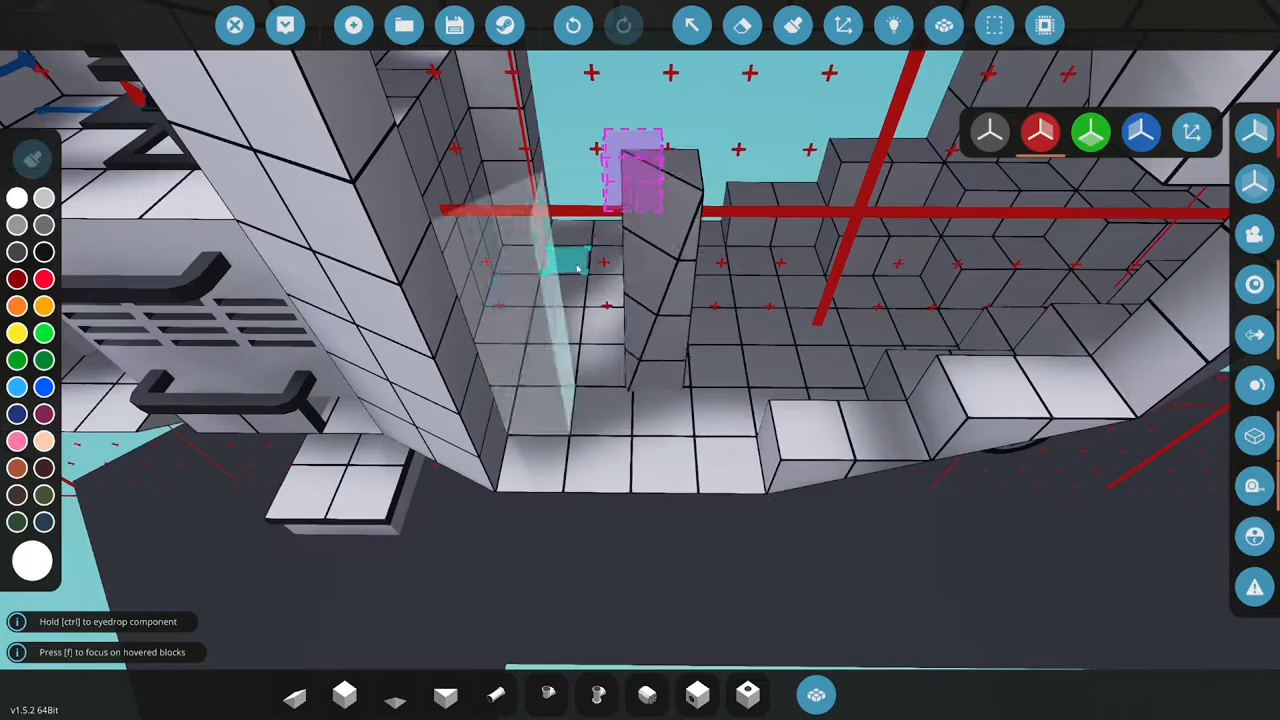 Hold [ctrl] to eyedrop component
Press [f] to focus on hovered blocks
v1.5.2 64Bit